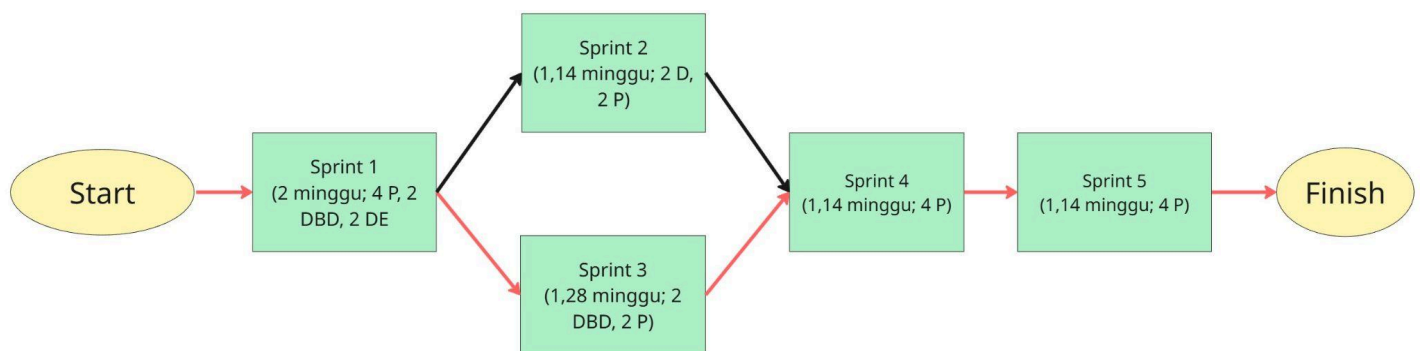 Start
Sprint 1
(2 minggu; 4 P, 2
DBD, 2 DE
Sprint 2
(1,14 minggu; 2 D,
2 P)
Sprint 3
(1,28 minggu; 2
DBD, 2 P)
Sprint 4
(1,14 minggu; 4 P)
Sprint 5
(1,14 minggu; 4 P)
Finish